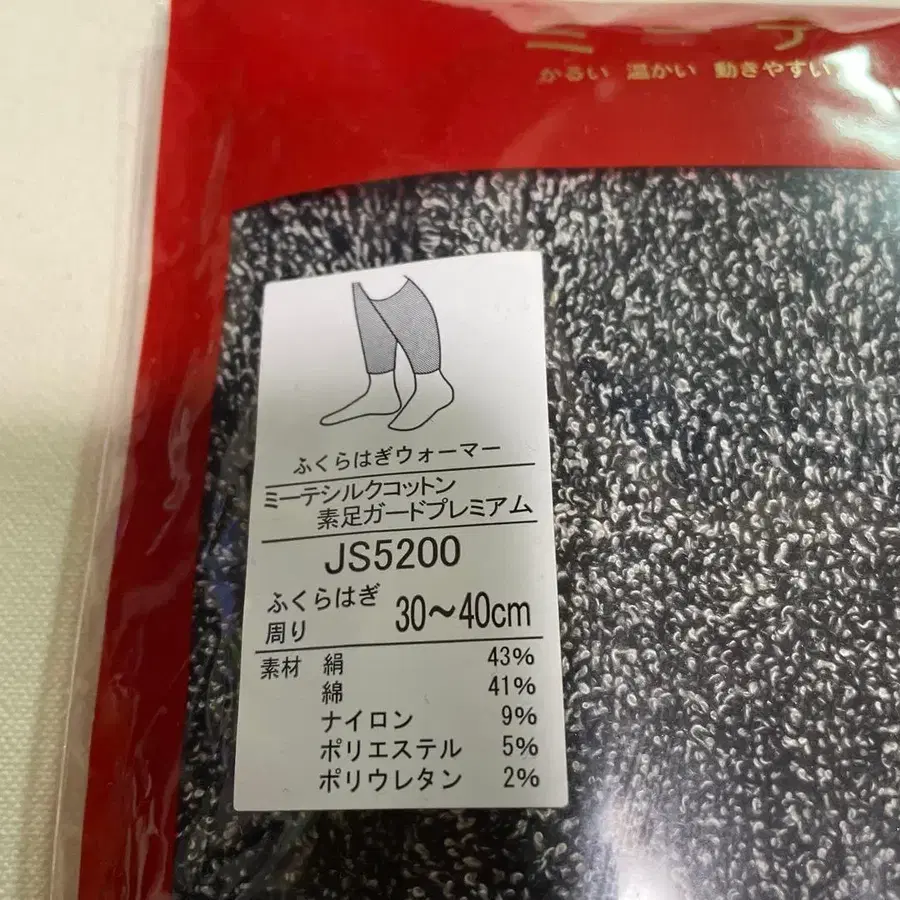 ミーテ
かるい 温かい 動きやすい
ふくらはぎウォーマー
ミーテシルクコットン
素足ガードプレミアム
JS5200
ふくらはぎ
周り 30～40cm
素材 絹 43%
綿 41%
ナイロン 9%
ポリエステル 5%
ポリウレタン 2%